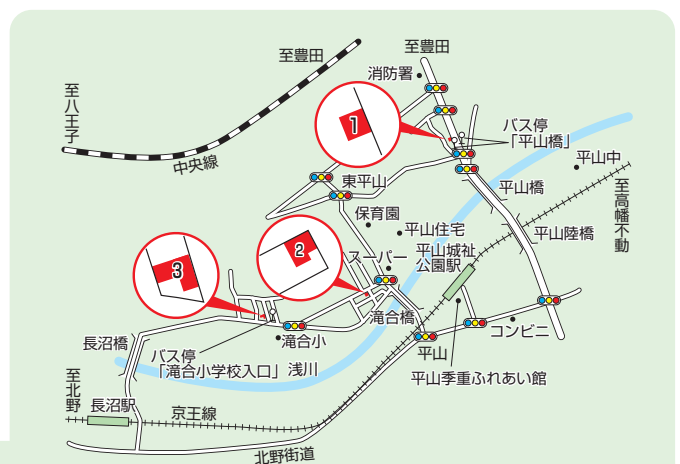 至豊田
至豊田
消防署
至八王子
中央線
1
バス停
「平山橋」
平山中
東平山
平山橋
至高幡不動
保育園
平山住宅
平山陸橋
2
スーパー
平山城祉
公園駅
3
滝合橋
長沼橋
滝合小
平山
コンビニ
バス停
「滝合小学校入口」
浅川
平山季重ふれあい館
至北野
長沼駅
京王線
北野街道